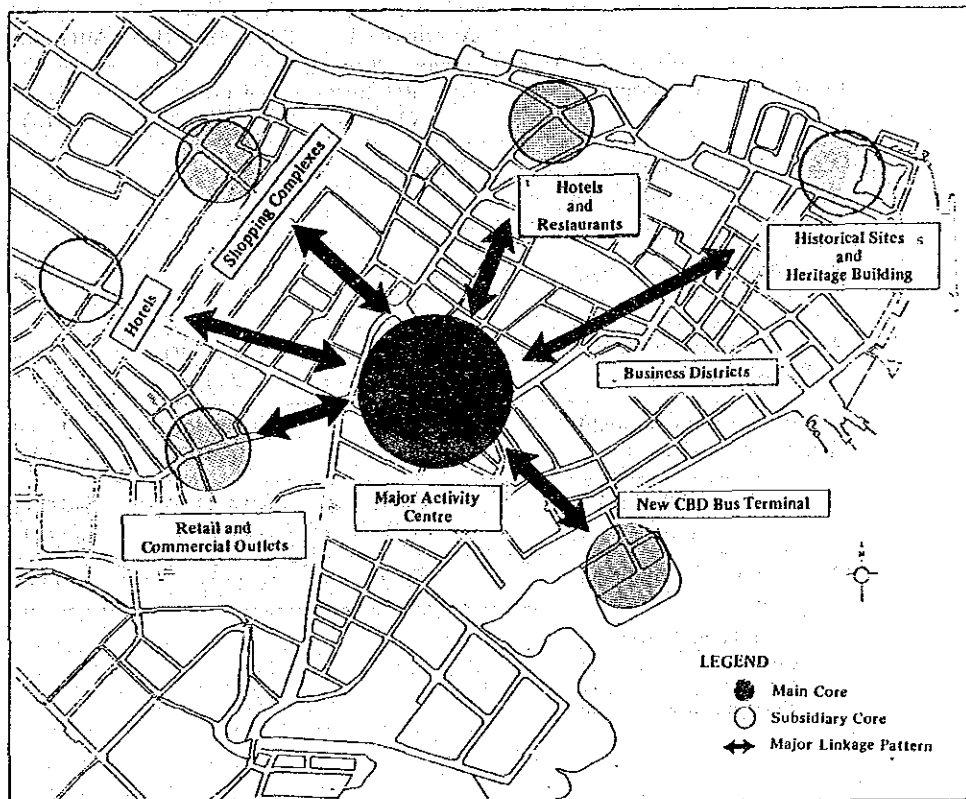 Shopping Complexes
Hotels
and
Restaurants
Historical Sites
and
Heritage Building
Hotels
Business Districts
Major Activity
Centre
New CBD Bus Terminal
Retail and
Commercial Outlets
LEGEND
Main Core
Subsidiary Core
Major Linkage Pattern